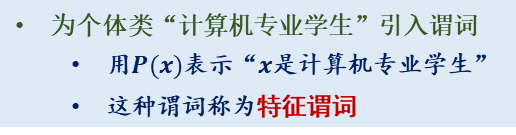 • 为个体类“计算机专业学生”引入谓词
• 用P(x)表示“x是计算机专业学生”
• 这种谓词称为特征谓词